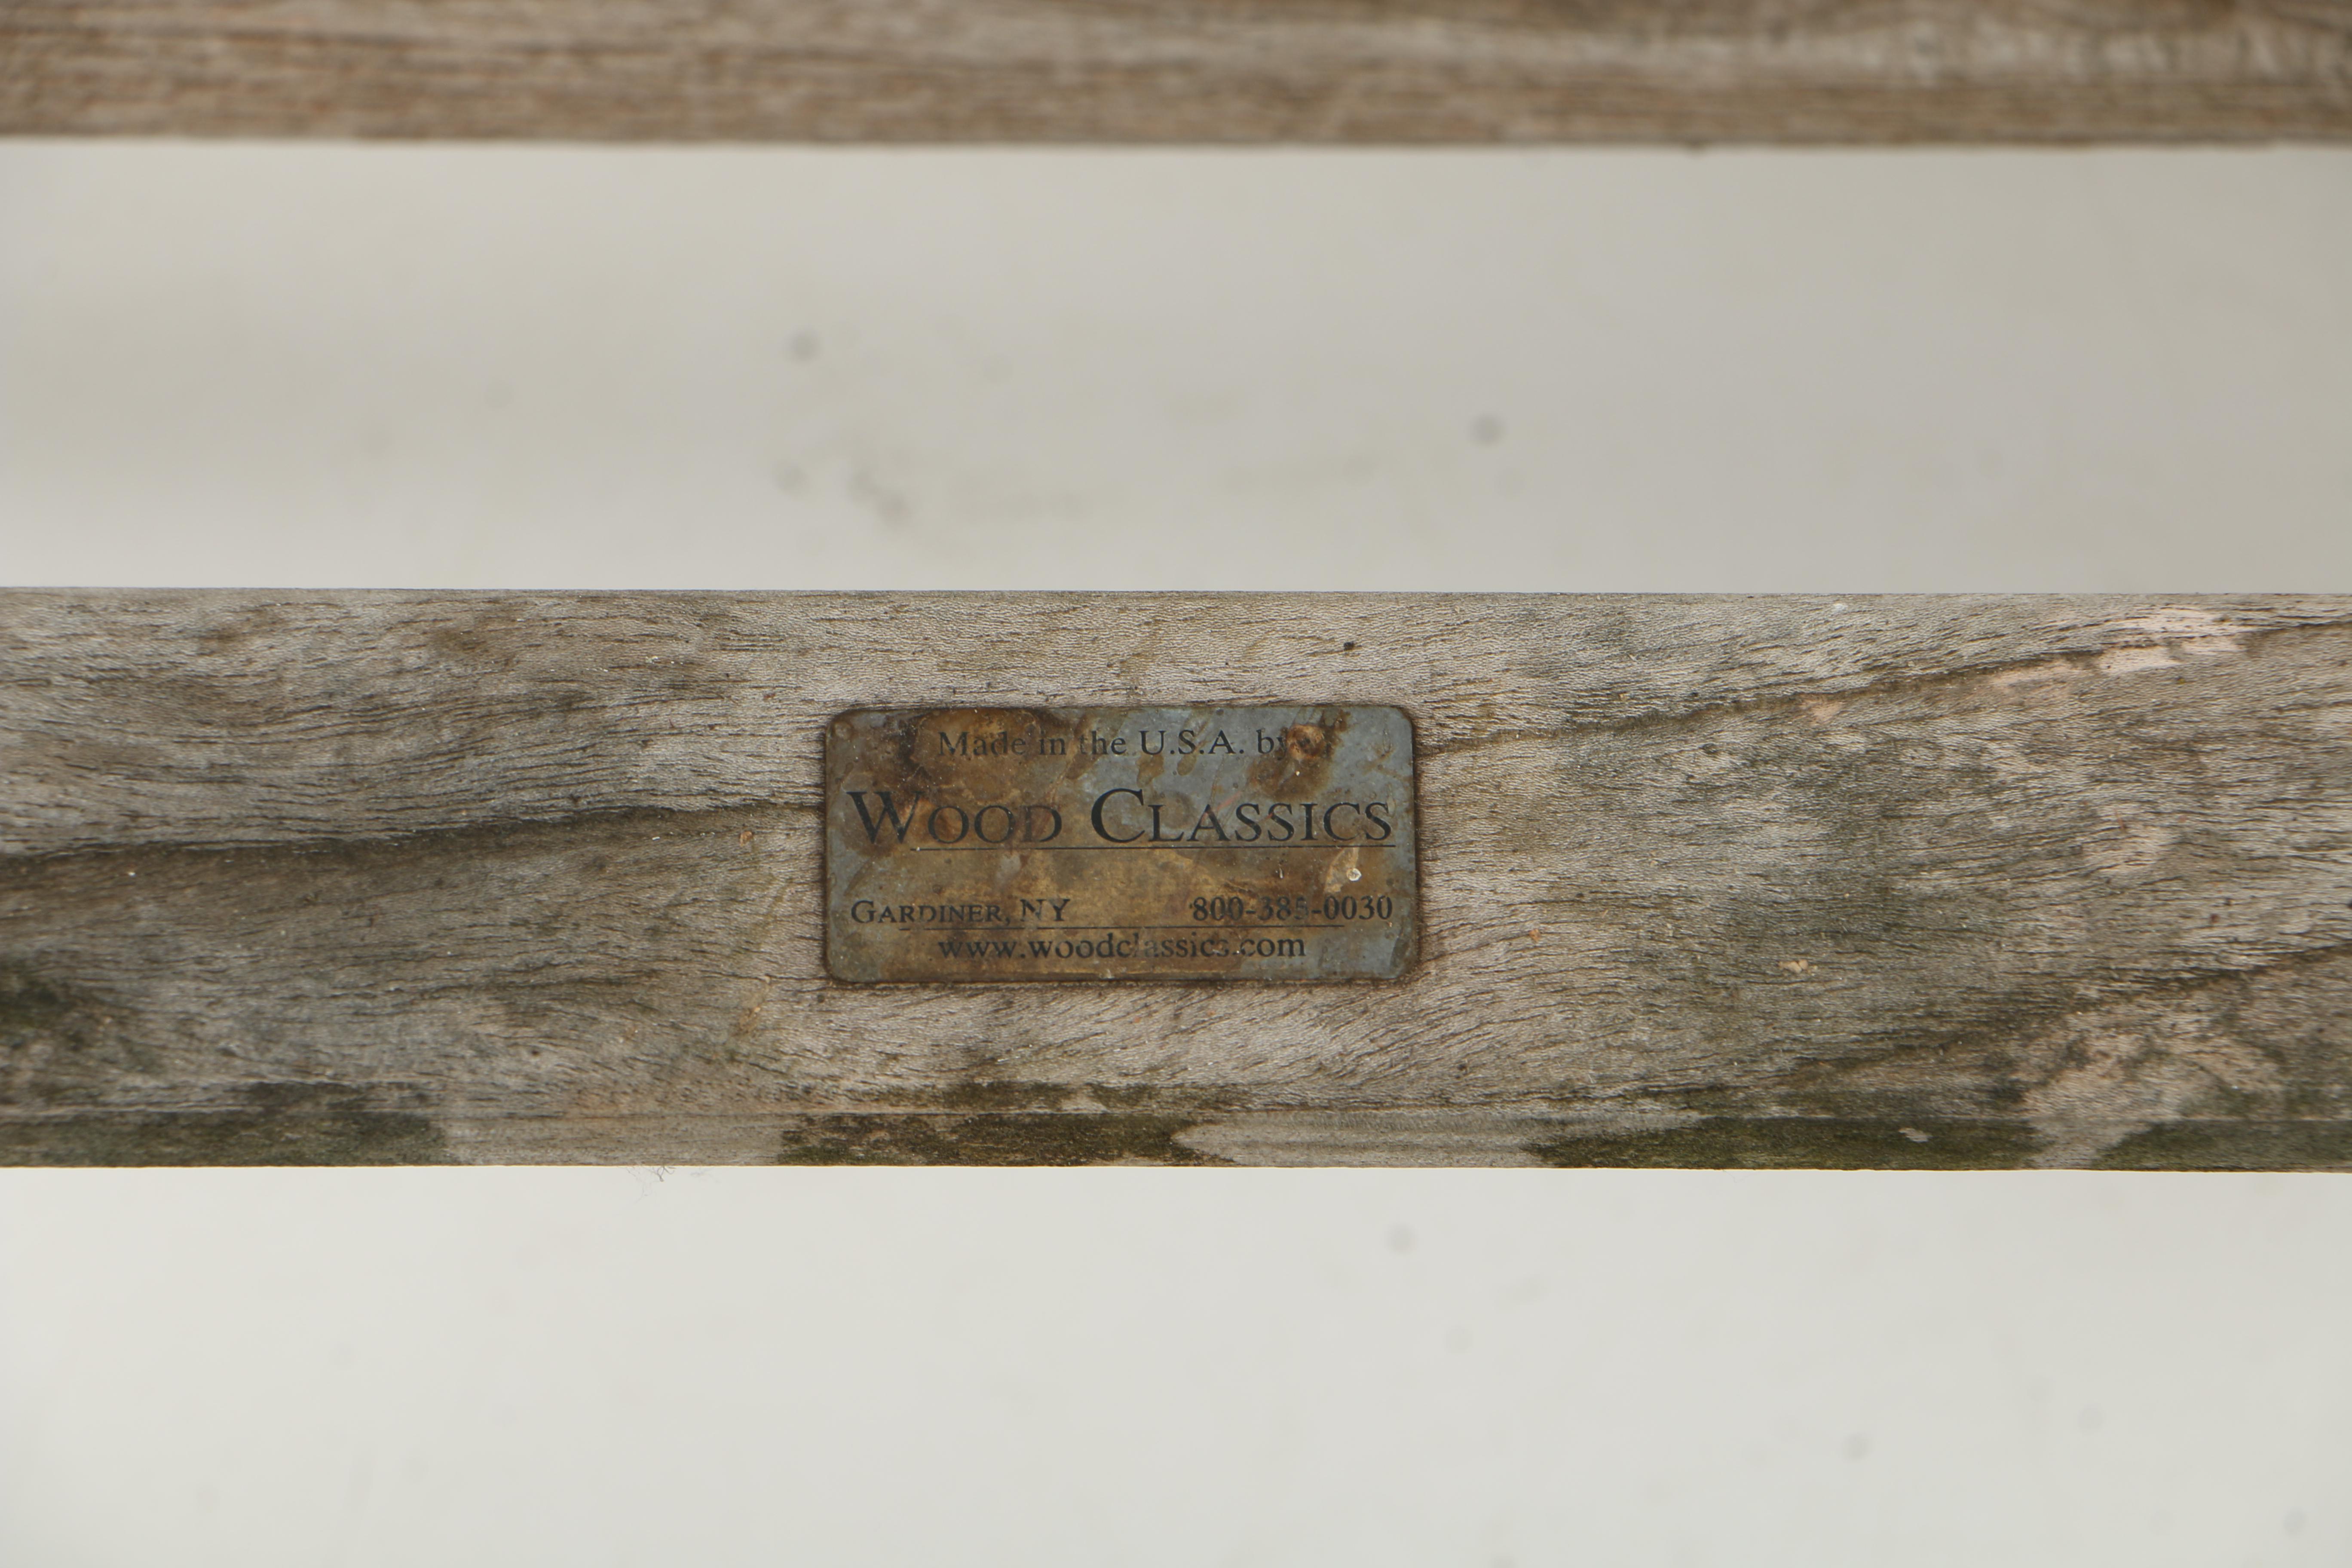 Made in the U.S.A. by
WOOD CLASSICS
GARDINER, NY 800-385-0030
www.woodclassics.com